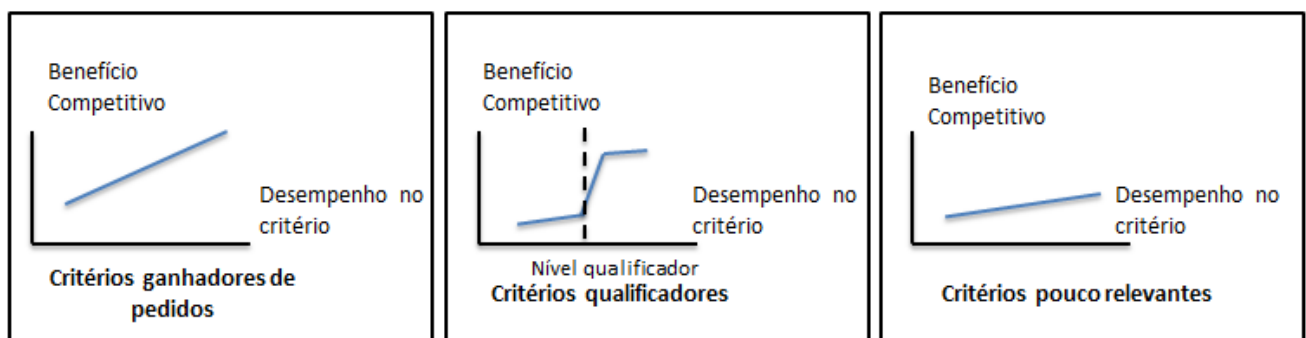 Benefício
Competitivo
Desempenho no
critério
Critérios ganhadores de
pedidos
Benefício
Competitivo
Desempenho no
critério
Nível qualificador
Critérios qualificadores
Benefício
Competitivo
Desempenho no
critério
Critérios pouco relevantes